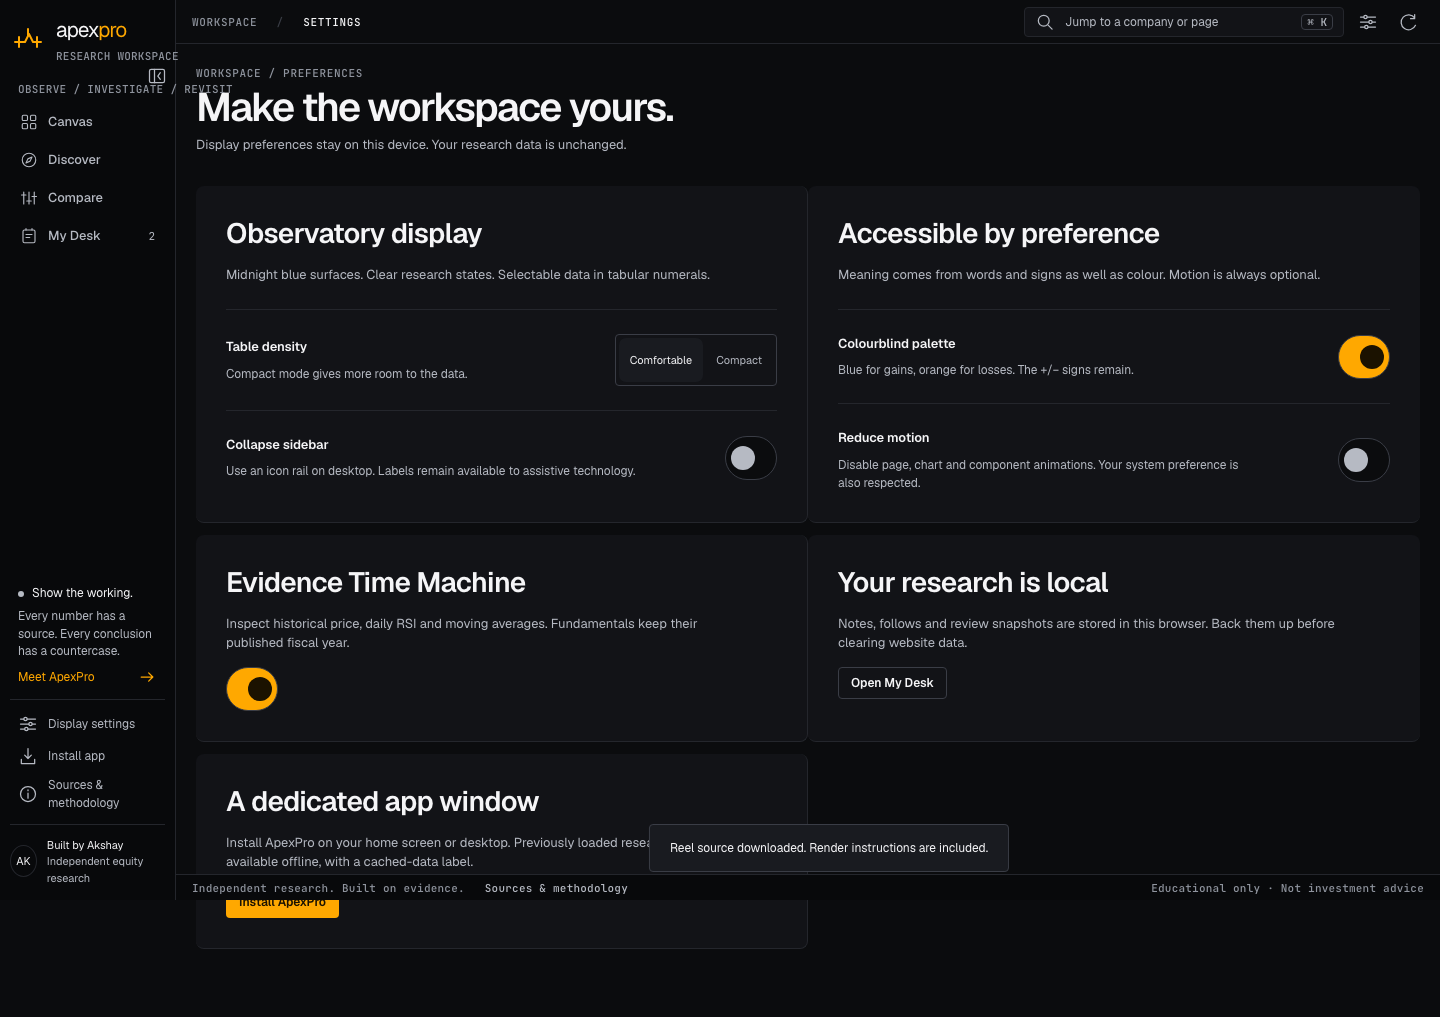 apexpro
RESEARCH WORKSPACE
OBSERVE / INVESTIGATE / REVISIT
Canvas
Discover
Compare
My Desk 2
Show the working.
Every number has a
source. Every conclusion
has a countercase.
Meet ApexPro
Display settings
Install app
Sources &
methodology
AK
Built by Akshay
Independent equity
research
WORKSPACE / SETTINGS
Jump to a company or page ⌘ K
WORKSPACE / PREFERENCES
Make the workspace yours.
Display preferences stay on this device. Your research data is unchanged.
Observatory display
Midnight blue surfaces. Clear research states. Selectable data in tabular numerals.
Table density
Compact mode gives more room to the data.
Comfortable Compact
Collapse sidebar
Use an icon rail on desktop. Labels remain available to assistive technology.
Accessible by preference
Meaning comes from words and signs as well as colour. Motion is always optional.
Colourblind palette
Blue for gains, orange for losses. The +/− signs remain.
Reduce motion
Disable page, chart and component animations. Your system preference is
also respected.
Evidence Time Machine
Inspect historical price, daily RSI and moving averages. Fundamentals keep their
published fiscal year.
Your research is local
Notes, follows and review snapshots are stored in this browser. Back them up before
clearing website data.
Open My Desk
A dedicated app window
Install ApexPro on your home screen or desktop. Previously loaded
available offline, with a cached-data label.
Install ApexPro
Reel source downloaded. Render instructions are included.
Independent research. Built on evidence. Sources & methodology
Educational only · Not investment advice